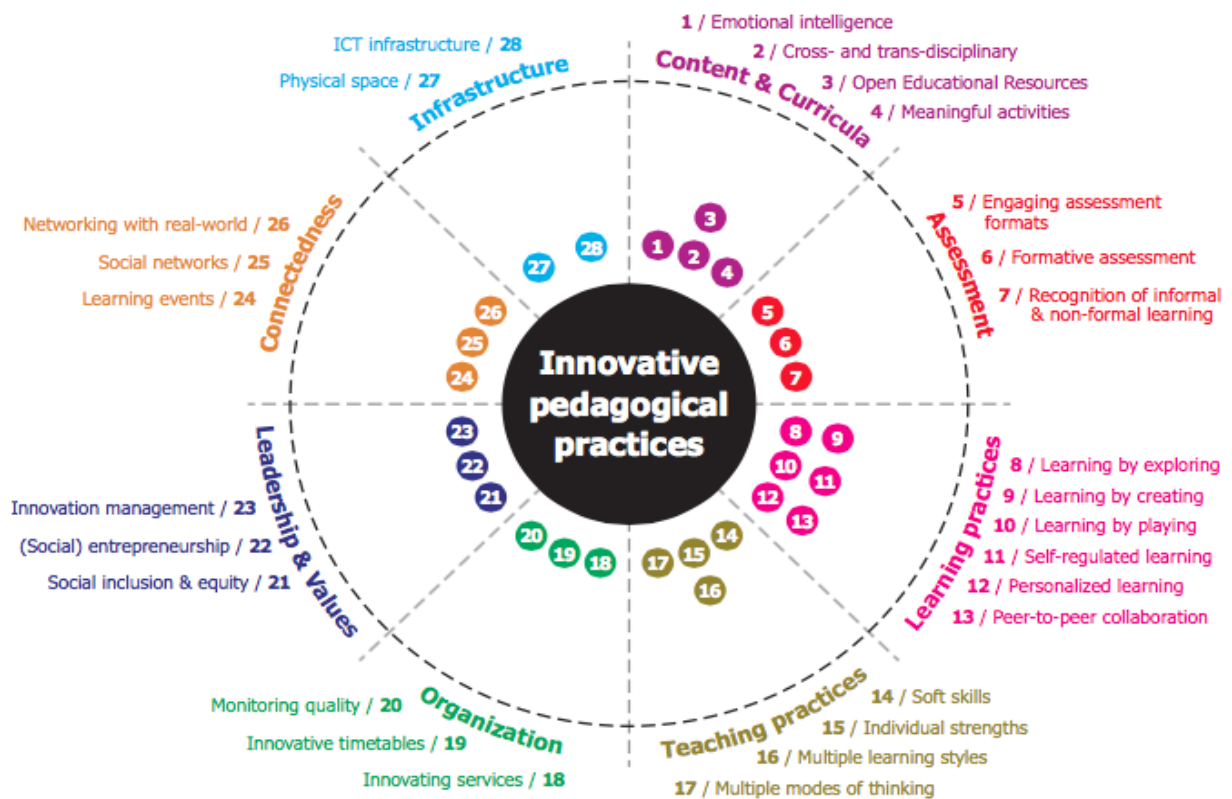 Innovative
pedagogical
practices
Content & Curricula
1 / Emotional intelligence
2 / Cross- and trans-disciplinary
3 / Open Educational Resources
4 / Meaningful activities
1
2
3
4
Assessment
5 / Engaging assessment
formats
6 / Formative assessment
7 / Recognition of informal
& non-formal learning
5
6
7
Learning practices
8 / Learning by exploring
9 / Learning by creating
10 / Learning by playing
11 / Self-regulated learning
12 / Personalized learning
13 / Peer-to-peer collaboration
8
9
10
11
12
13
Teaching practices
14 / Soft skills
15 / Individual strengths
16 / Multiple learning styles
17 / Multiple modes of thinking
14
15
16
17
Organization
Monitoring quality / 20
Innovative timetables / 19
Innovating services / 18
20
19
18
Leadership & Values
Innovation management / 23
(Social) entrepreneurship / 22
Social inclusion & equity / 21
23
22
21
Connectedness
Networking with real-world / 26
Social networks / 25
Learning events / 24
26
25
24
Infrastructure
ICT infrastructure / 28
Physical space / 27
28
27